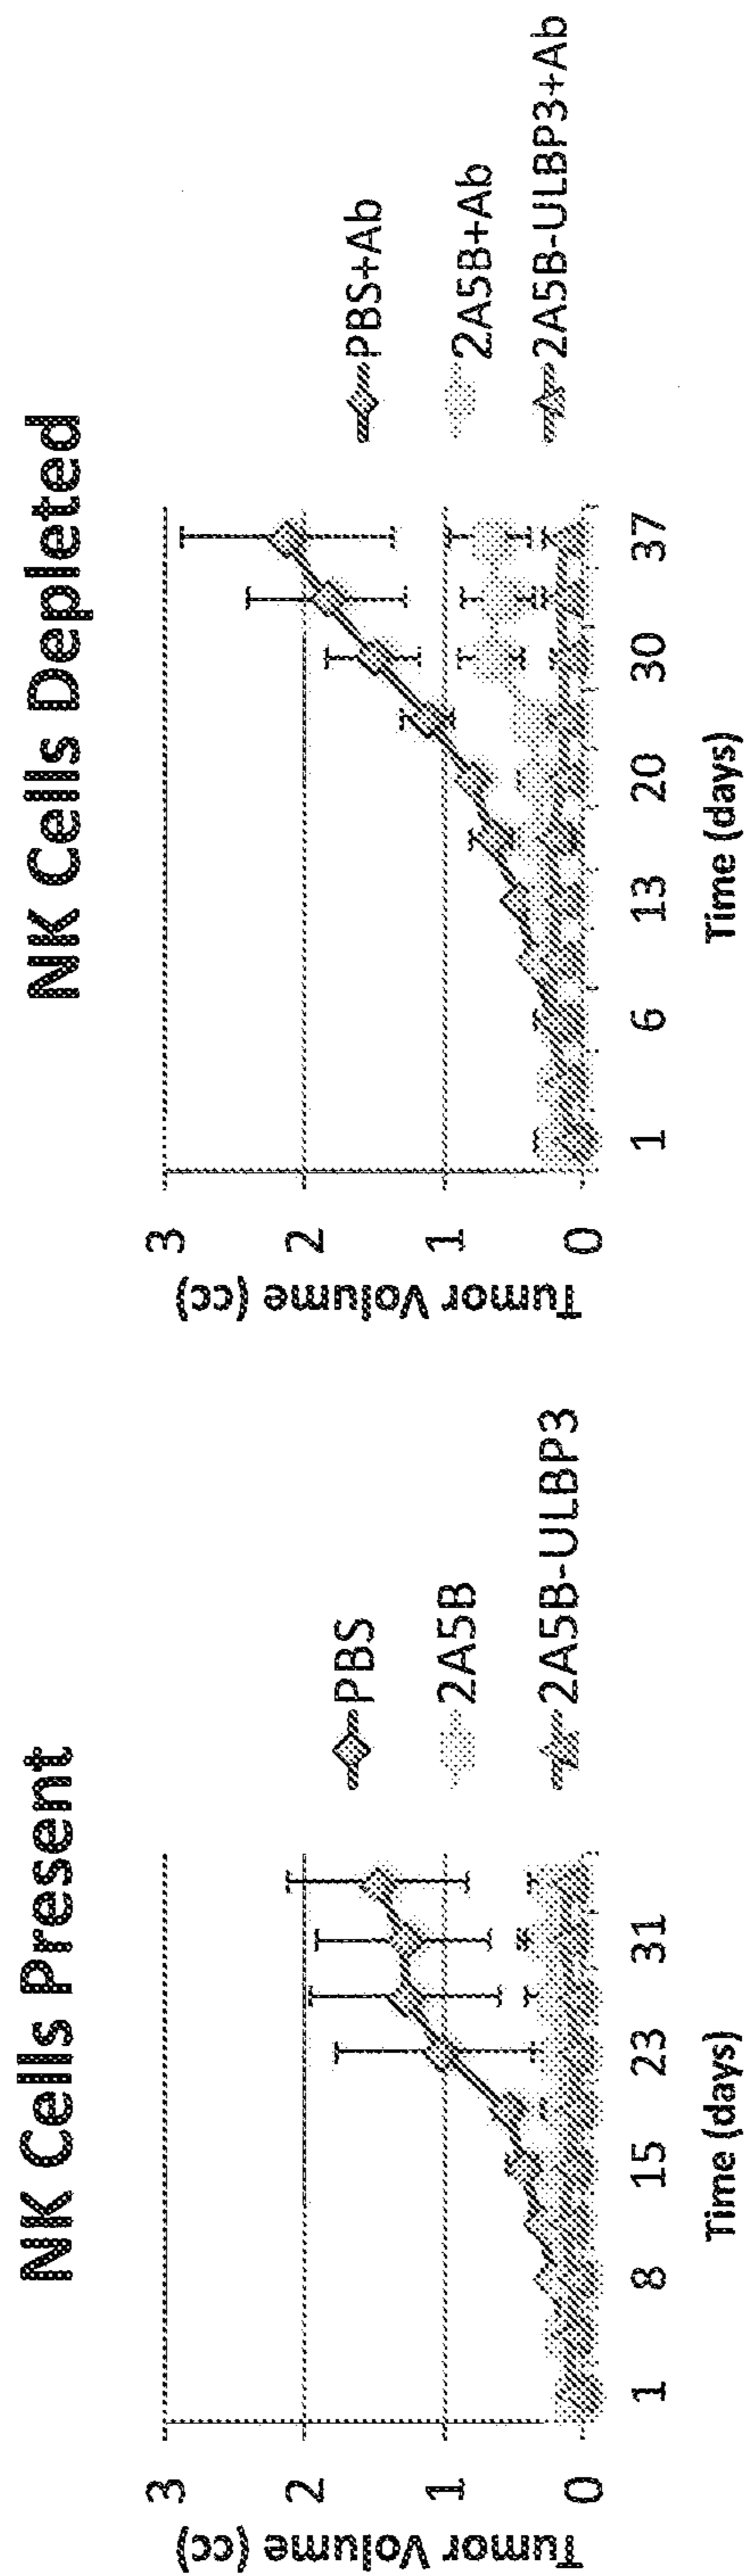 NK Cells Present
Tumor Volume (cc)
3
2
1
0
1
8
15
23
31
Time (days)
PBS
2A5B
2A5B-ULBP3
NK Cells Depleted
Tumor Volume (cc)
3
2
1
0
1
6
13
20
30
37
Time (days)
PBS+Ab
2A5B+Ab
2A5B-ULBP3+Ab